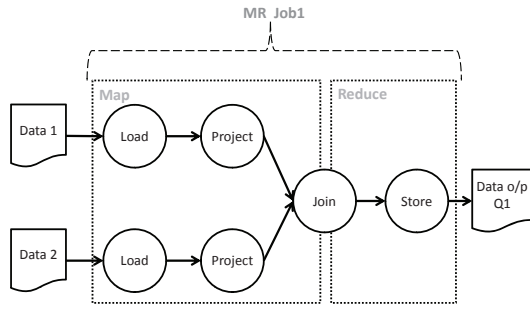 MR Job1
Map
Reduce
Data 1
Load
Project
Join
Store
Data o/p
Q1
Data 2
Load
Project